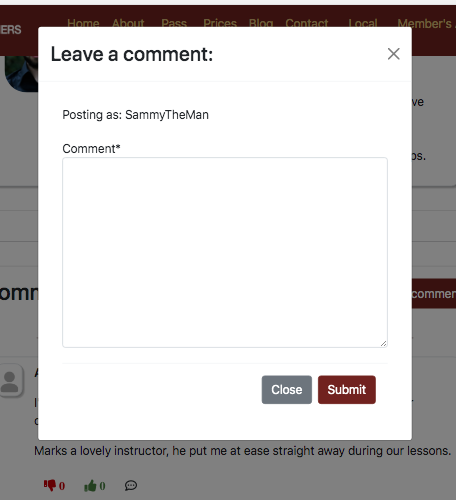 NERS Home About Pass Prices Blog Contact Local Member's
Leave a comment:
ve
Posting as: SammyTheMan
ps.
Comment*
omm
commen
Close Submit
A
Marks a lovely instructor, he put me at ease straight away during our lessons.
0 0